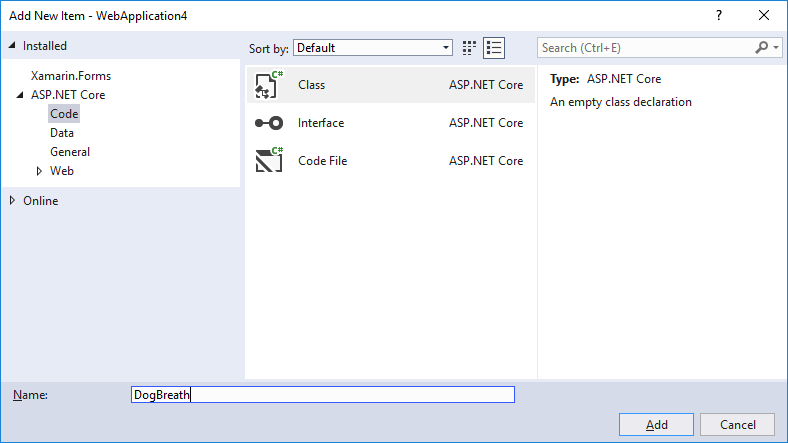 Add New Item - WebApplication4
?
Installed
Sort by: Default
Search (Ctrl+E)
Xamarin.Forms
ASP.NET Core
Code
Data
General
Web
Online
C# Class ASP.NET Core
Interface ASP.NET Core
C# Code File ASP.NET Core
Type: ASP.NET Core
An empty class declaration
Name: DogBreath
Add Cancel